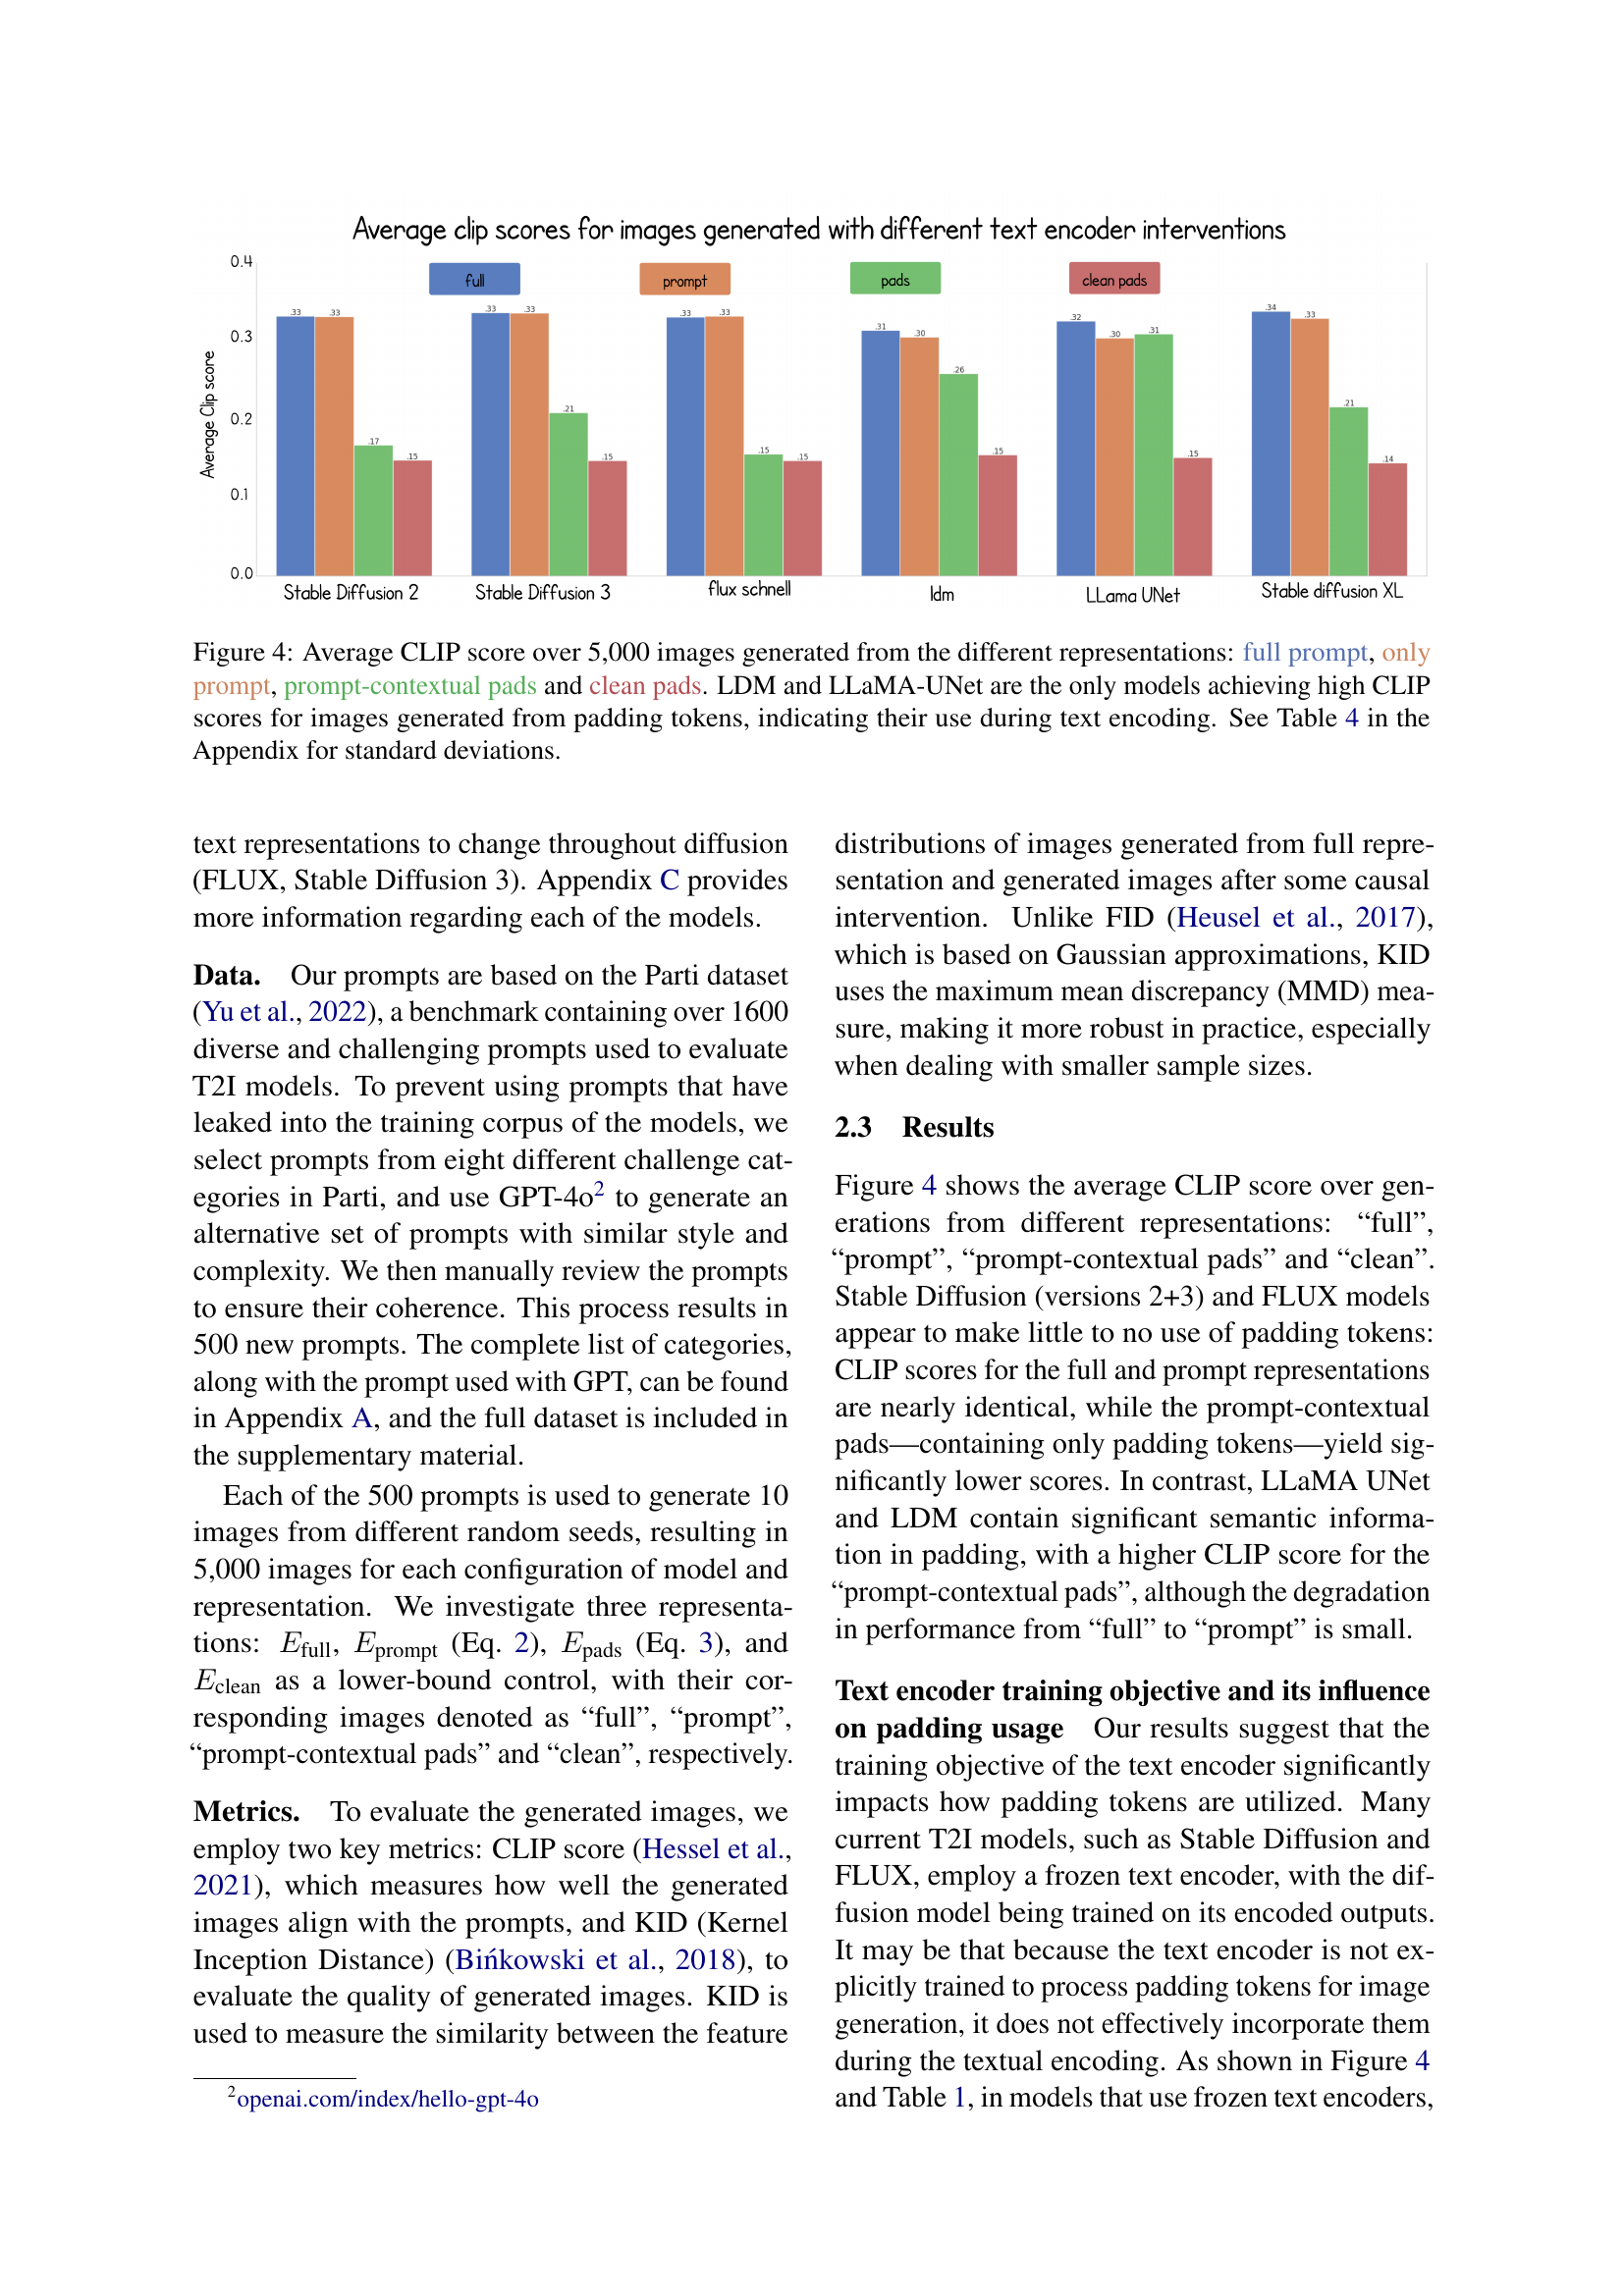 Average clip scores for images generated with different text encoder interventions
0.4
0.3
0.2
0.1
0.0
Average Clip score
full
prompt
pads
clean pads
.33 .33 .17 .15
.33 .33 .21 .15
.33 .33 .15 .15
.31 .30 .26 .15
.32 .30 .31 .15
.34 .33 .21 .14
Stable Diffusion 2
Stable Diffusion 3
flux schnell
ldm
LLama UNet
Stable diffusion XL
Figure 4: Average CLIP score over 5,000 images generated from the different representations: full prompt, only
prompt, prompt-contextual pads and clean pads. LDM and LLaMA-UNet are the only models achieving high CLIP
scores for images generated from padding tokens, indicating their use during text encoding. See Table 4 in the
Appendix for standard deviations.
text representations to change throughout diffusion
(FLUX, Stable Diffusion 3). Appendix C provides
more information regarding each of the models.
Data. Our prompts are based on the Parti dataset
(Yu et al., 2022), a benchmark containing over 1600
diverse and challenging prompts used to evaluate
T2I models. To prevent using prompts that have
leaked into the training corpus of the models, we
select prompts from eight different challenge cat-
egories in Parti, and use GPT-4o2 to generate an
alternative set of prompts with similar style and
complexity. We then manually review the prompts
to ensure their coherence. This process results in
500 new prompts. The complete list of categories,
along with the prompt used with GPT, can be found
in Appendix A, and the full dataset is included in
the supplementary material.
Each of the 500 prompts is used to generate 10
images from different random seeds, resulting in
5,000 images for each configuration of model and
representation. We investigate three representa-
tions: Efull, Eprompt (Eq. 2), Epads (Eq. 3), and
Eclean as a lower-bound control, with their cor-
responding images denoted as “full”, “prompt”,
“prompt-contextual pads” and “clean”, respectively.
Metrics. To evaluate the generated images, we
employ two key metrics: CLIP score (Hessel et al.,
2021), which measures how well the generated
images align with the prompts, and KID (Kernel
Inception Distance) (Bińkowski et al., 2018), to
evaluate the quality of generated images. KID is
used to measure the similarity between the feature
2openai.com/index/hello-gpt-4o
distributions of images generated from full repre-
sentation and generated images after some causal
intervention. Unlike FID (Heusel et al., 2017),
which is based on Gaussian approximations, KID
uses the maximum mean discrepancy (MMD) mea-
sure, making it more robust in practice, especially
when dealing with smaller sample sizes.
2.3 Results
Figure 4 shows the average CLIP score over gen-
erations from different representations: “full”,
“prompt”, “prompt-contextual pads” and “clean”.
Stable Diffusion (versions 2+3) and FLUX models
appear to make little to no use of padding tokens:
CLIP scores for the full and prompt representations
are nearly identical, while the prompt-contextual
pads—containing only padding tokens—yield sig-
nificantly lower scores. In contrast, LLaMA UNet
and LDM contain significant semantic informa-
tion in padding, with a higher CLIP score for the
“prompt-contextual pads”, although the degradation
in performance from “full” to “prompt” is small.
Text encoder training objective and its influence
on padding usage Our results suggest that the
training objective of the text encoder significantly
impacts how padding tokens are utilized. Many
current T2I models, such as Stable Diffusion and
FLUX, employ a frozen text encoder, with the dif-
fusion model being trained on its encoded outputs.
It may be that because the text encoder is not ex-
plicitly trained to process padding tokens for image
generation, it does not effectively incorporate them
during the textual encoding. As shown in Figure 4
and Table 1, in models that use frozen text encoders,